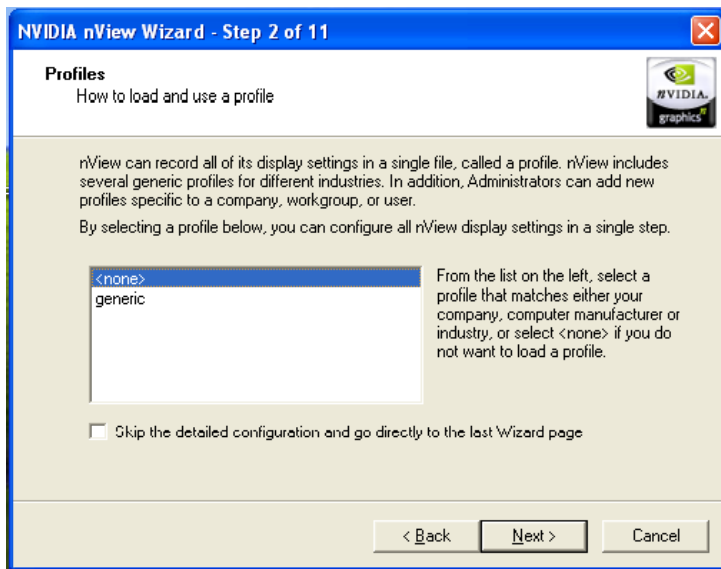 NVIDIA nView Wizard - Step 2 of 11
Profiles
How to load and use a profile
nVIDIA.
graphics
nView can record all of its display settings in a single file, called a profile. nView includes
several generic profiles for different industries. In addition, Administrators can add new
profiles specific to a company, workgroup, or user.
By selecting a profile below, you can configure all nView display settings in a single step.
<none>
generic
From the list on the left, select a
profile that matches either your
company, computer manufacturer or
industry, or select <none> if you do
not want to load a profile.
Skip the detailed configuration and go directly to the last Wizard page
< Back
Next >
Cancel